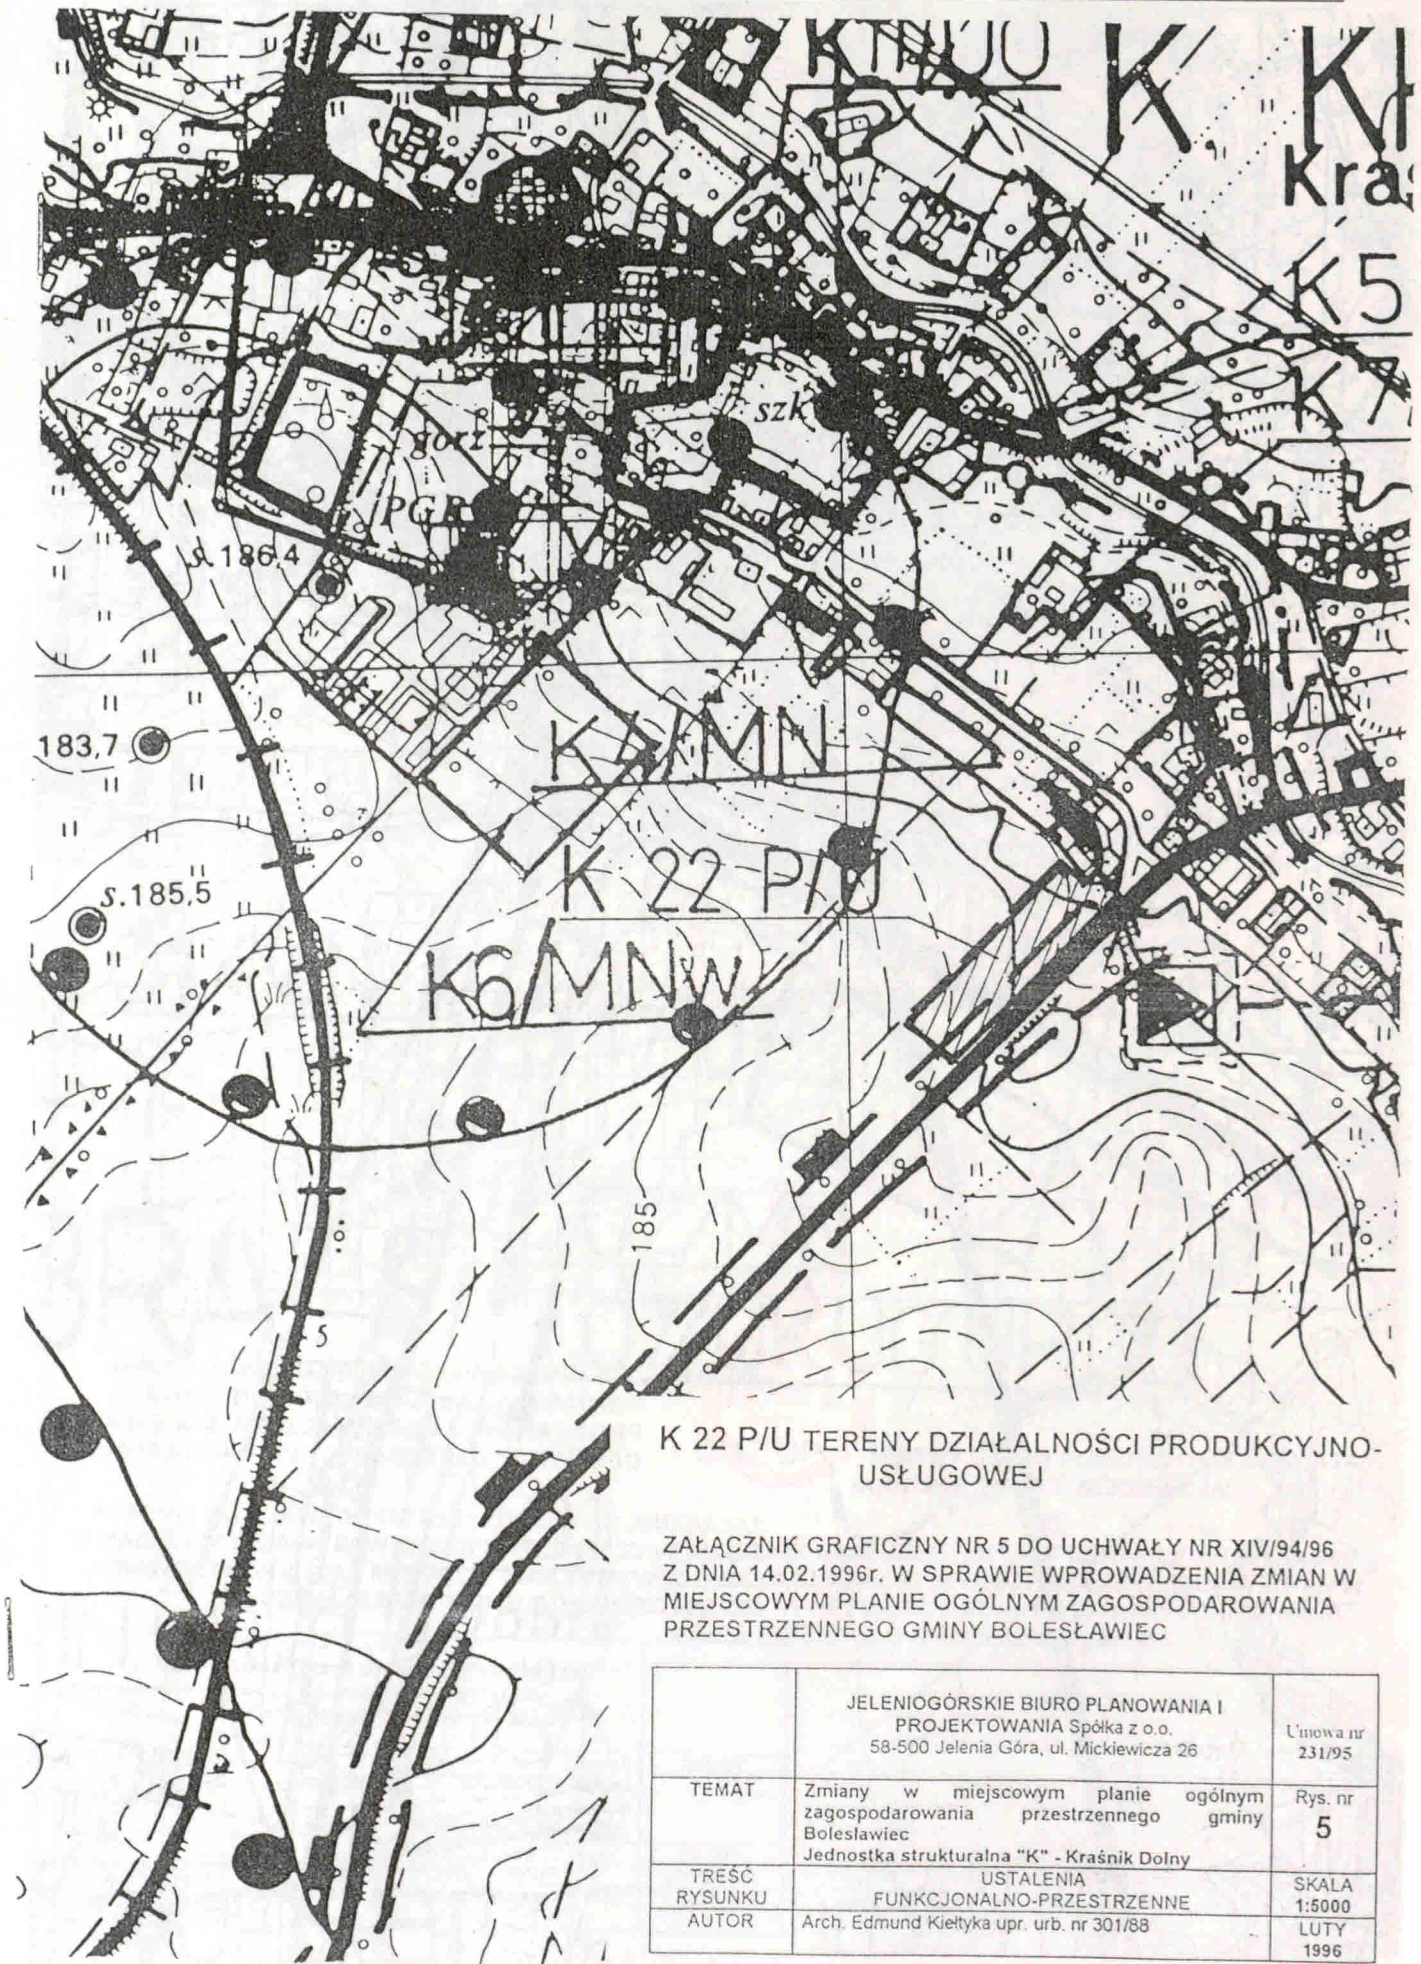 K
Kra
K5
K7
szk
gorz
PGR
s.186,4
183,7
K4/MN
K 22 P/U
s.185,5
K6/MNW
185
5
K 22 P/U TERENY DZIAŁALNOŚCI PRODUKCYJNO-
USŁUGOWEJ
ZAŁĄCZNIK GRAFICZNY NR 5 DO UCHWAŁY NR XIV/94/96
Z DNIA 14.02.1996r. W SPRAWIE WPROWADZENIA ZMIAN W
MIEJSCOWYM PLANIE OGÓLNYM ZAGOSPODAROWANIA
PRZESTRZENNEGO GMINY BOLESŁAWIEC
JELENIOGÓRSKIE BIURO PLANOWANIA I
PROJEKTOWANIA Spółka z o.o.
58-500 Jelenia Góra, ul. Mickiewicza 26
Umowa nr
231/95
TEMAT
Zmiany w miejscowym planie ogólnym
zagospodarowania przestrzennego gminy
Bolesławiec
Jednostka strukturalna "K" - Kraśnik Dolny
Rys. nr
5
TREŚĆ
RYSUNKU
USTALENIA
FUNKCJONALNO-PRZESTRZENNE
SKALA
1:5000
AUTOR
Arch. Edmund Kiełtyka upr. urb. nr 301/88
LUTY
1996